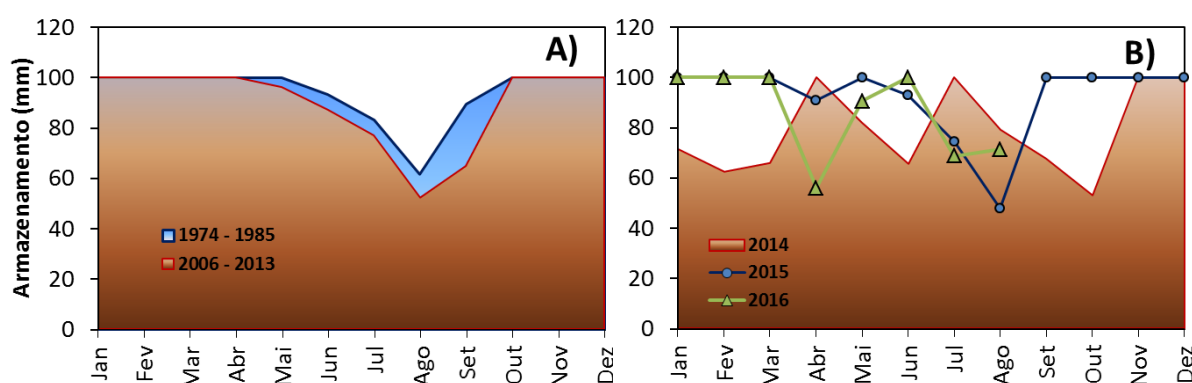 A)
Armazenamento (mm)
120
100
80
60
40
20
0
1974 - 1985
2006 - 2013
Jan
Fev
Mar
Abr
Mai
Jun
Jul
Ago
Set
Out
Nov
Dez
B)
120
100
80
60
40
20
0
2014
2015
2016
Jan
Fev
Mar
Abr
Mai
Jun
Jul
Ago
Set
Out
Nov
Dez